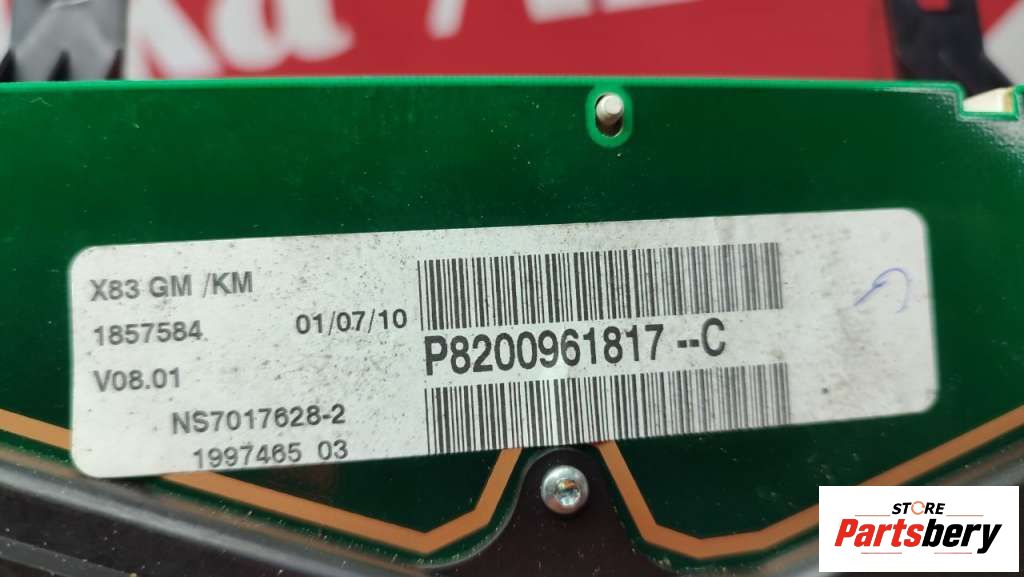 X83 GM /KM
1857584
01/07/10
V08.01
P8200961817--C
NS7017628-2
1997465 03
STORE
Partsbery